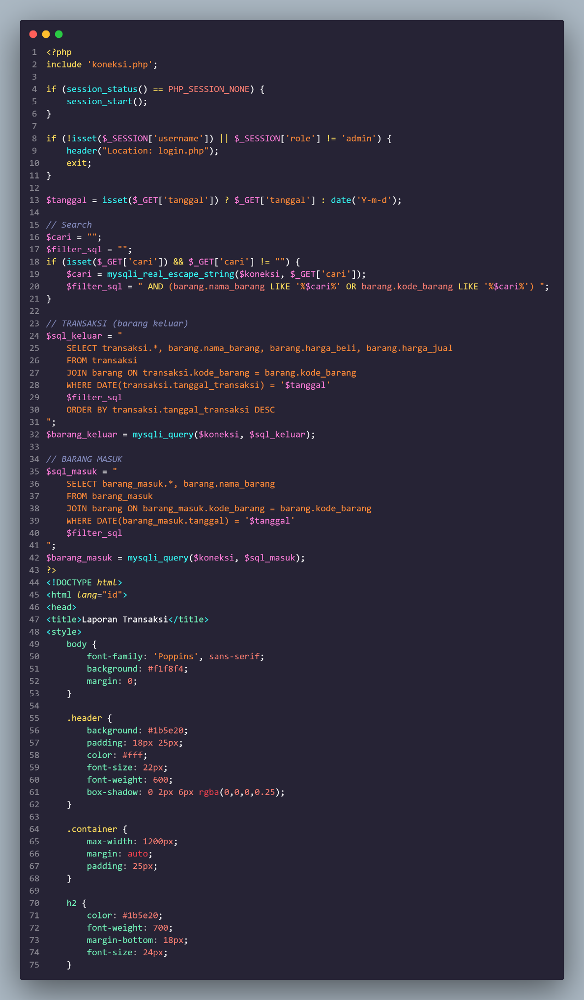 1 <?php
2 include 'koneksi.php';
3
4 if (session_status() == PHP_SESSION_NONE) {
5     session_start();
6 }
7
8 if (!isset($_SESSION['username']) || $_SESSION['role'] != 'admin') {
9     header("Location: login.php");
10     exit;
11 }
12
13 $tanggal = isset($_GET['tanggal']) ? $_GET['tanggal'] : date('Y-m-d');
14
15 // Search
16 $cari = "";
17 $filter_sql = "";
18 if (isset($_GET['cari']) && $_GET['cari'] != "") {
19     $cari = mysqli_real_escape_string($koneksi, $_GET['cari']);
20     $filter_sql = " AND (barang.nama_barang LIKE '%$cari%' OR barang.kode_barang LIKE '%$cari%') ";
21 }
22
23 // TRANSAKSI (barang keluar)
24 $sql_keluar = "
25     SELECT transaksi.*, barang.nama_barang, barang.harga_beli, barang.harga_jual
26     FROM transaksi
27     JOIN barang ON transaksi.kode_barang = barang.kode_barang
28     WHERE DATE(transaksi.tanggal_transaksi) = '$tanggal'
29     $filter_sql
30     ORDER BY transaksi.tanggal_transaksi DESC
31 ";
32 $barang_keluar = mysqli_query($koneksi, $sql_keluar);
33
34 // BARANG MASUK
35 $sql_masuk = "
36     SELECT barang_masuk.*, barang.nama_barang
37     FROM barang_masuk
38     JOIN barang ON barang_masuk.kode_barang = barang.kode_barang
39     WHERE DATE(barang_masuk.tanggal) = '$tanggal'
40     $filter_sql
41 ";
42 $barang_masuk = mysqli_query($koneksi, $sql_masuk);
43 ?>
44 <!DOCTYPE html>
45 <html lang="id">
46 <head>
47 <title>Laporan Transaksi</title>
48 <style>
49     body {
50         font-family: 'Poppins', sans-serif;
51         background: #f1f8f4;
52         margin: 0;
53     }
54
55     .header {
56         background: #1b5e20;
57         padding: 18px 25px;
58         color: #fff;
59         font-size: 22px;
60         font-weight: 600;
61         box-shadow: 0 2px 6px rgba(0,0,0,0.25);
62     }
63
64     .container {
65         max-width: 1200px;
66         margin: auto;
67         padding: 25px;
68     }
69
70     h2 {
71         color: #1b5e20;
72         font-weight: 700;
73         margin-bottom: 18px;
74         font-size: 24px;
75     }